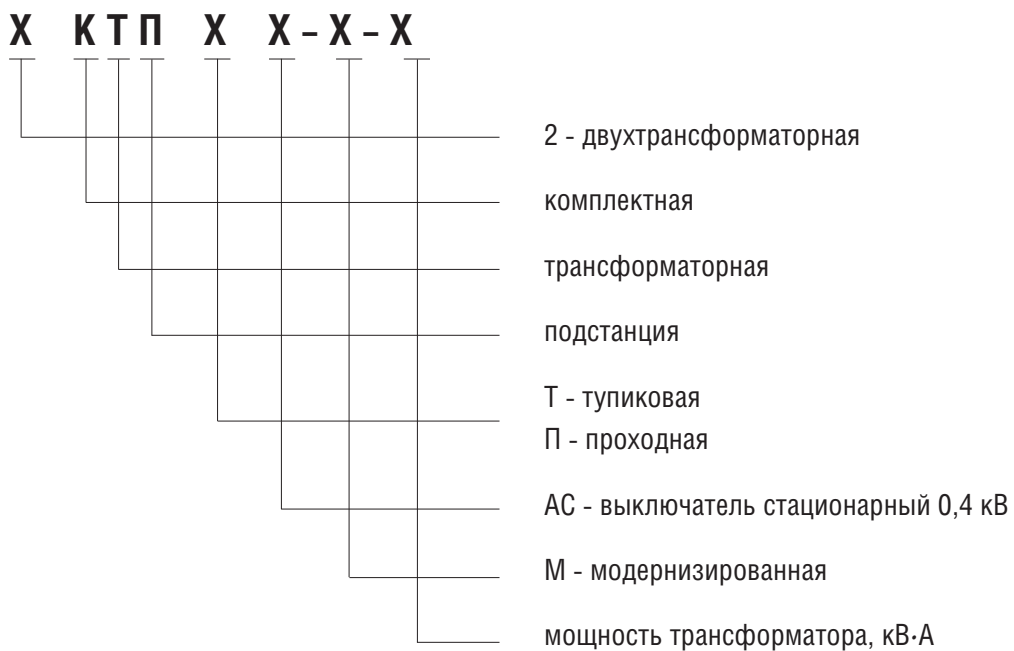 Х КТП Х Х – Х – Х
2 - двухтрансформаторная
комплектная
трансформаторная
подстанция
Т - тупиковая
П - проходная
АС - выключатель стационарный 0,4 кВ
М - модернизированная
мощность трансформатора, кВ·А